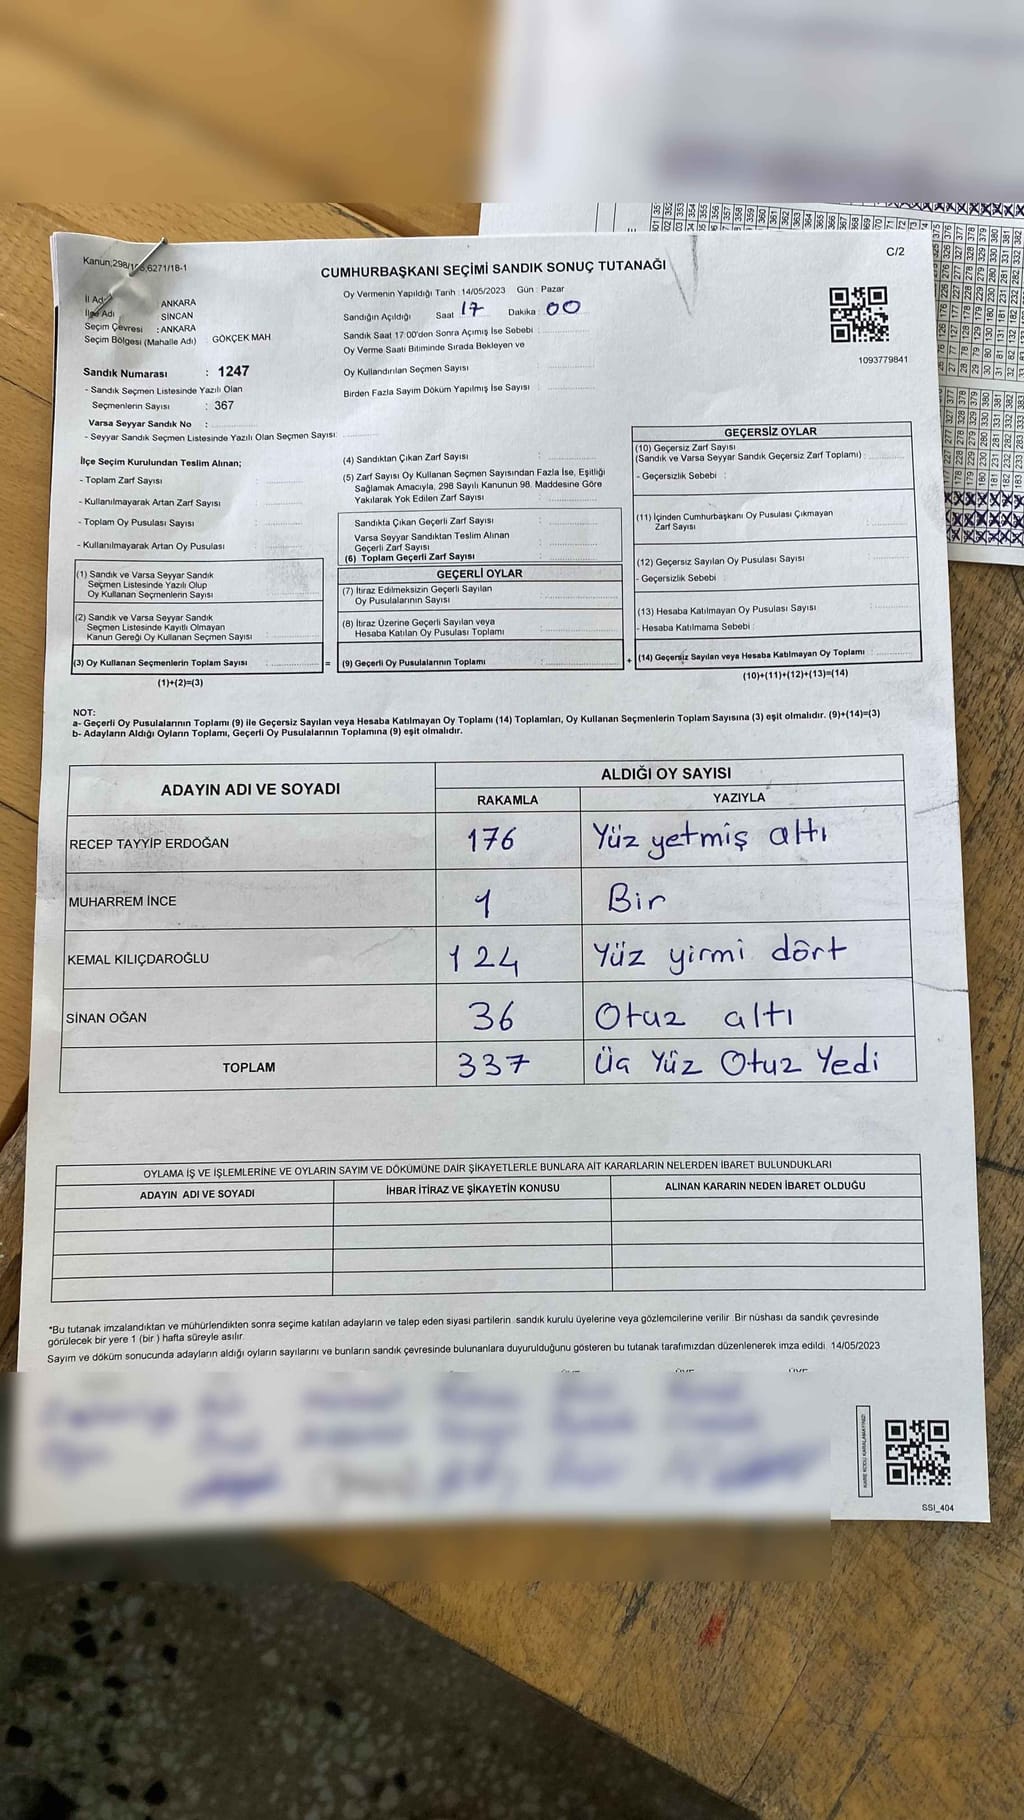 C/2
Kanun;298/1
6271/18-1
CUMHURBAŞKANI SEÇİMİ SANDIK SONUÇ TUTANAĞI
İl Adı ANKARA
İlçe Adı SİNCAN
Seçim Çevresi : ANKARA
Seçim Bölgesi (Mahalle Adı) GÖKÇEK MAH
Sandık Numarası : 1247
- Sandık Seçmen Listesinde Yazılı Olan
Seçmenlerin Sayısı : 367
Varsa Seyyar Sandık No :
- Seyyar Sandık Seçmen Listesinde Yazılı Olan Seçmen Sayısı:
Oy Vermenin Yapıldığı Tarih : 14/05/2023 Gün : Pazar
Sandığın Açıldığı Saat 17 Dakika : 00
Sandık Saat 17:00'den Sonra Açımış İse Sebebi :
Oy Verme Saati Bitiminde Sırada Bekleyen ve
Oy Kullandırılan Seçmen Sayısı :
Birden Fazla Sayım Döküm Yapılmış İse Sayısı :
1093779841
İlçe Seçim Kurulundan Teslim Alınan;
- Toplam Zarf Sayısı :
- Kullanılmayarak Artan Zarf Sayısı :
- Toplam Oy Pusulası Sayısı :
- Kullanılmayarak Artan Oy Pusulası :
(1) Sandık ve Varsa Seyyar Sandık
Seçmen Listesinde Yazılı Olup
Oy Kullanan Seçmenlerin Sayısı :
(2) Sandık ve Varsa Seyyar Sandık
Seçmen Listesinde Kayıtlı Olmayan
Kanun Gereği Oy Kullanan Seçmen Sayısı :
(3) Oy Kullanan Seçmenlerin Toplam Sayısı :
(1)+(2)=(3)
=
(4) Sandıktan Çıkan Zarf Sayısı :
(5) Zarf Sayısı Oy Kullanan Seçmen Sayısından Fazla İse, Eşitliği
Sağlamak Amacıyla, 298 Sayılı Kanunun 98. Maddesine Göre
Yakılarak Yok Edilen Zarf Sayısı :
Sandıkta Çıkan Geçerli Zarf Sayısı :
Varsa Seyyar Sandıktan Teslim Alınan
Geçerli Zarf Sayısı :
(6) Toplam Geçerli Zarf Sayısı :
GEÇERLİ OYLAR
(7) İtiraz Edilmeksizin Geçerli Sayılan
Oy Pusulalarının Sayısı :
(8) İtiraz Üzerine Geçerli Sayılan veya
Hesaba Katılan Oy Pusulası Toplamı :
(9) Geçerli Oy Pusulalarının Toplamı :
+
GEÇERSİZ OYLAR
(10) Geçersiz Zarf Sayısı
(Sandık ve Varsa Seyyar Sandık Geçersiz Zarf Toplamı) :
- Geçersizlik Sebebi :
(11) İçinden Cumhurbaşkanı Oy Pusulası Çıkmayan
Zarf Sayısı :
(12) Geçersiz Sayılan Oy Pusulası Sayısı :
- Geçersizlik Sebebi :
(13) Hesaba Katılmayan Oy Pusulası Sayısı :
- Hesaba Katılmama Sebebi :
(14) Geçersiz Sayılan veya Hesaba Katılmayan Oy Toplamı :
(10)+(11)+(12)+(13)=(14)
NOT:
a- Geçerli Oy Pusulalarının Toplamı (9) ile Geçersiz Sayılan veya Hesaba Katılmayan Oy Toplamı (14) Toplamları, Oy Kullanan Seçmenlerin Toplam Sayısına (3) eşit olmalıdır. (9)+(14)=(3)
b- Adayların Aldığı Oyların Toplamı, Geçerli Oy Pusulalarının Toplamına (9) eşit olmalıdır.
ADAYIN ADI VE SOYADI ALDIĞI OY SAYISI
RAKAMLA YAZIYLA
RECEP TAYYİP ERDOĞAN 176 Yüz yetmiş altı
MUHARREM İNCE 1 Bir
KEMAL KILIÇDAROĞLU 124 Yüz yirmi dört
SİNAN OĞAN 36 Otuz altı
TOPLAM 337 Üç Yüz Otuz Yedi
OYLAMA İŞ VE İŞLEMLERİNE VE OYLARIN SAYIM VE DÖKÜMÜNE DAİR ŞİKAYETLERLE BUNLARA AİT KARARLARIN NELERDEN İBARET BULUNDUKLARI
ADAYIN ADI VE SOYADI İHBAR İTİRAZ VE ŞİKAYETİN KONUSU ALINAN KARARIN NEDEN İBARET OLDUĞU
*Bu tutanak imzalandıktan ve mühürlendikten sonra seçime katılan adayların ve talep eden siyasi partilerin sandık kurulu üyelerine veya gözlemcilerine verilir. Bir nüshası da sandık çevresinde
görülecek bir yere 1 (bir ) hafta süreyle asılır.
Sayım ve döküm sonucunda adayların aldığı oyların sayılarını ve bunların sandık çevresinde bulunanlara duyurulduğunu gösteren bu tutanak tarafımızdan düzenlenerek imza edildi. 14/05/2023
KARE KODU KARALAMAYINIZ!
SSI_404